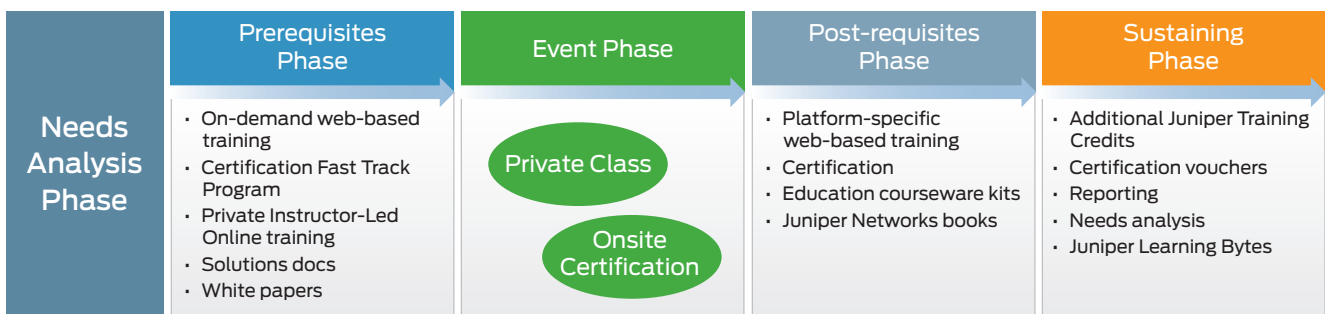 Needs
Analysis
Phase
Prerequisites
Phase
· On-demand web-based
training
· Certification Fast Track
Program
· Private Instructor-Led
Online training
· Solutions docs
· White papers
Event Phase
Private Class
Onsite
Certification
Post-requisites
Phase
· Platform-specific
web-based training
· Certification
· Education courseware kits
· Juniper Networks books
Sustaining
Phase
· Additional Juniper Training
Credits
· Certification vouchers
· Reporting
· Needs analysis
· Juniper Learning Bytes